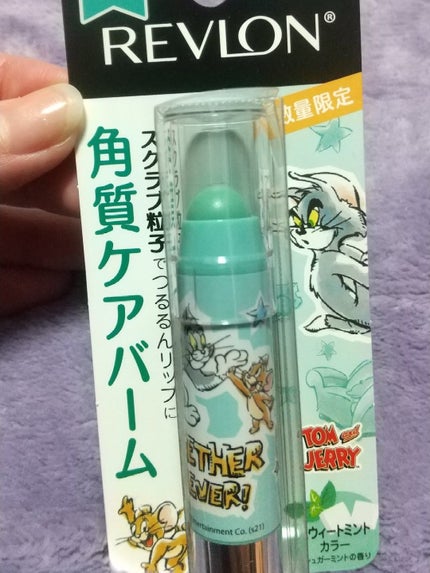 REVLON®
数量限定
スクラブ粒子でつるるんリップに
角質ケアバーム
TOM and JERRY
ETHER
EVER!
ertainment Co. (s21)
ウィートミント
カラー
シュガーミントの香り